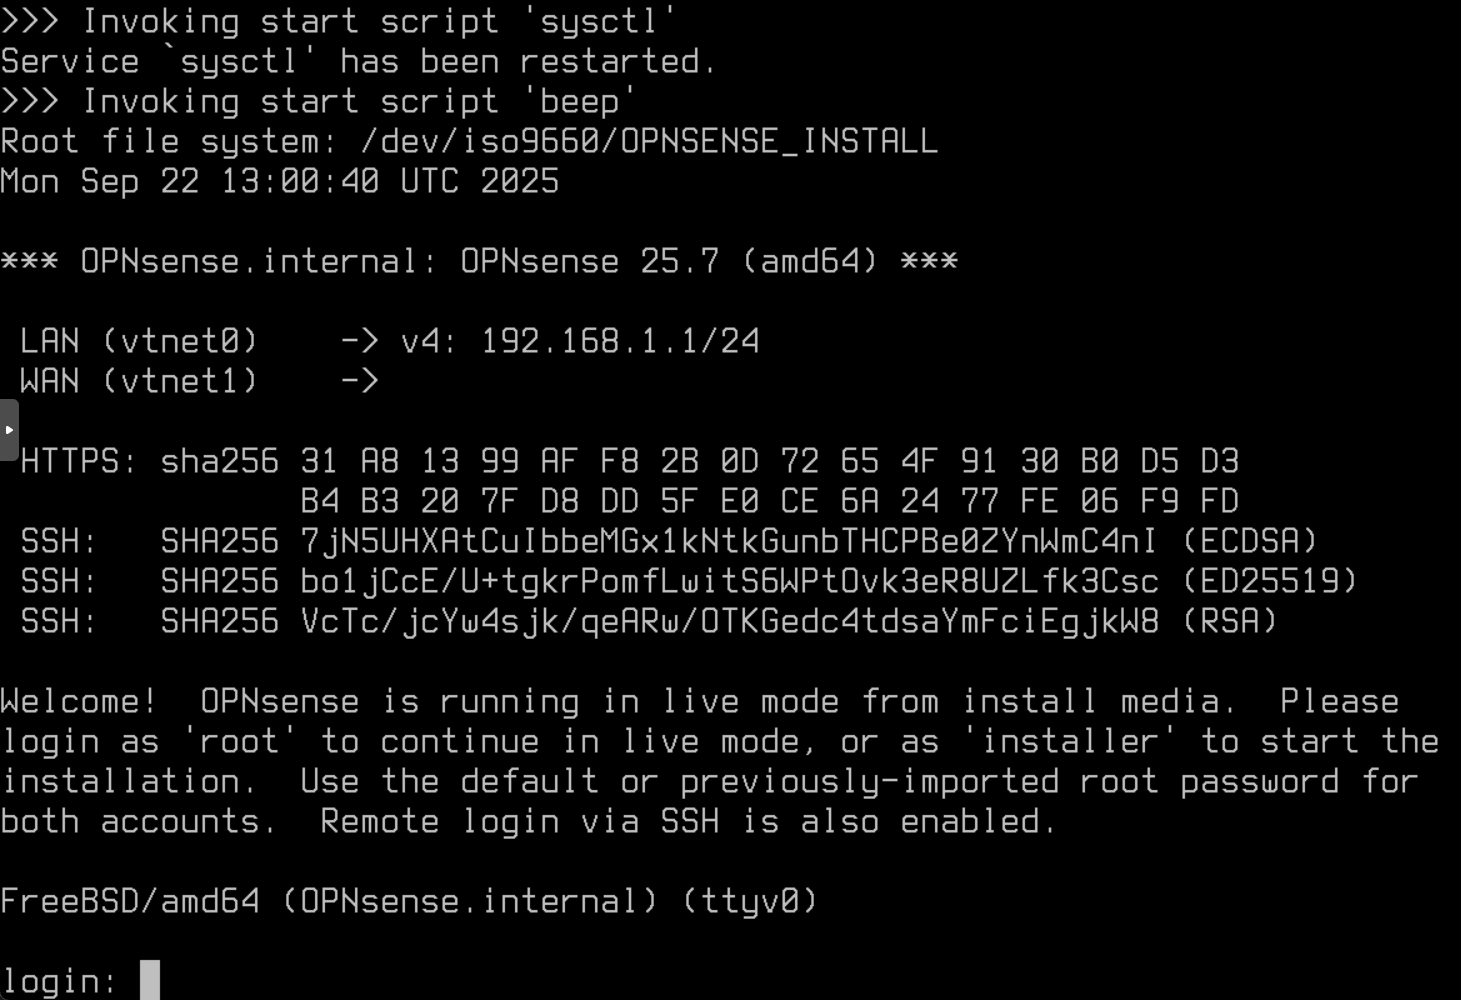 >>> Invoking start script 'sysctl'
Service `sysctl' has been restarted.
>>> Invoking start script 'beep'
Root file system: /dev/iso9660/OPNSENSE_INSTALL
Mon Sep 22 13:00:40 UTC 2025
*** OPNsense.internal: OPNsense 25.7 (amd64) ***
LAN (vtnet0)    -> v4: 192.168.1.1/24
WAN (vtnet1)    ->
HTTPS: sha256 31 A8 13 99 AF F8 2B 0D 72 65 4F 91 30 B0 D5 D3
B4 B3 20 7F D8 DD 5F E0 CE 6A 24 77 FE 06 F9 FD
SSH:   SHA256 7jN5UHXAtCuIbbeMGx1kNtkGunbTHCPBe0ZYnWmC4nI (ECDSA)
SSH:   SHA256 bo1jCcE/U+tgkrPomfLwitS6WPtOvk3eR8UZLfk3Csc (ED25519)
SSH:   SHA256 VcTc/jcYw4sjk/qeARw/OTKGedc4tdsaYmFciEgjkW8 (RSA)
Welcome!  OPNsense is running in live mode from install media.  Please
login as 'root' to continue in live mode, or as 'installer' to start the
installation.  Use the default or previously-imported root password for
both accounts.  Remote login via SSH is also enabled.
FreeBSD/amd64 (OPNsense.internal) (ttyv0)
login: